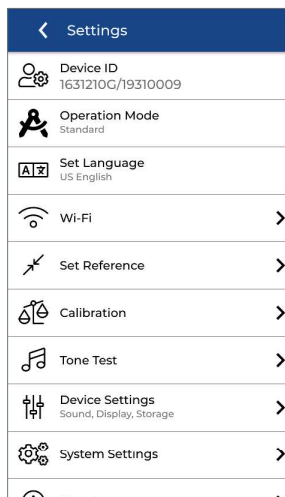 Settings
Device ID
1631210G/19310009
Operation Mode
Standard
Set Language
US English
Wi-Fi
Set Reference
Calibration
Tone Test
Device Settings
Sound, Display, Storage
System Settings